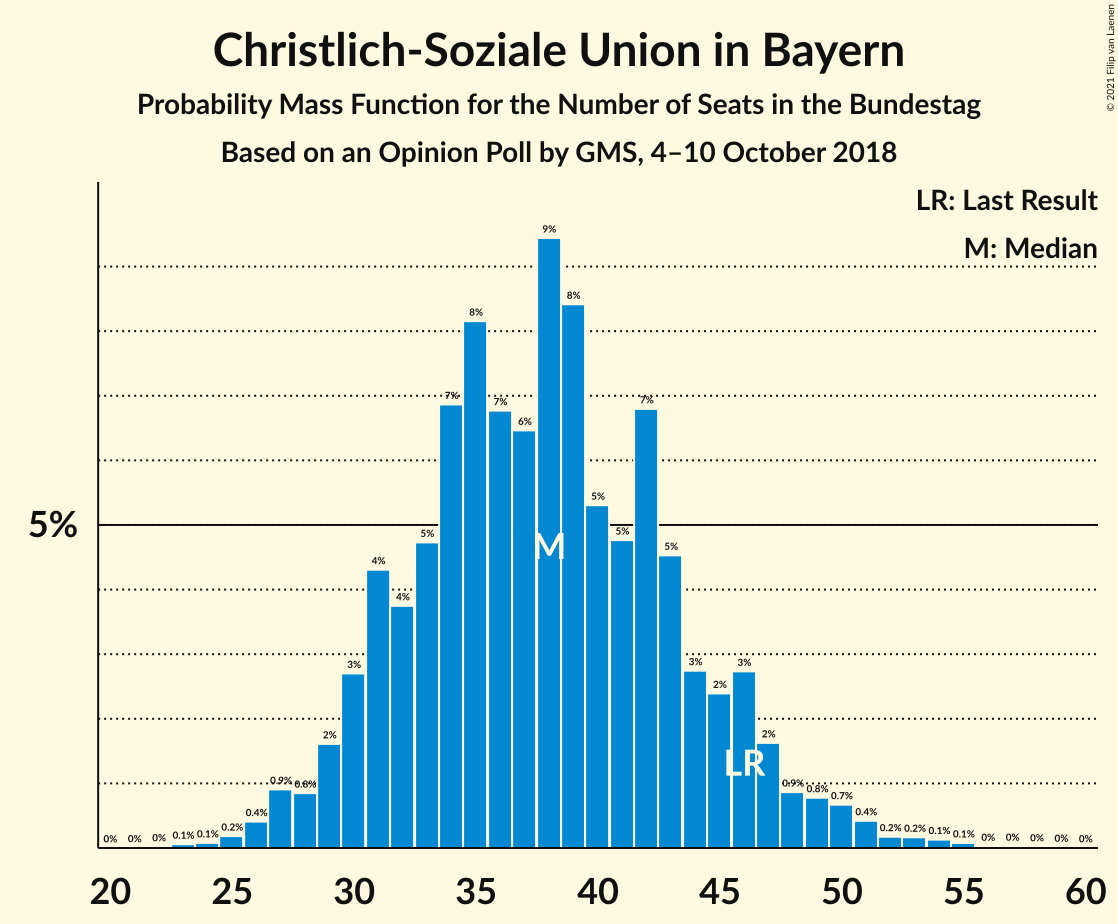 Christlich-Soziale Union in Bayern
Probability Mass Function for the Number of Seats in the Bundestag
Based on an Opinion Poll by GMS, 4–10 October 2018
© 2021 Filip van Laenen
LR: Last Result
M: Median
5%
0% 0% 0% 0.1% 0.1% 0.2% 0.4% 0.9% 0.8% 2% 3% 4% 4% 5% 7% 8% 7% 6% 9% 8% 5% 5% 7% 5% 3% 2% 3% 2% 0.9% 0.8% 0.7% 0.4% 0.2% 0.2% 0.1% 0.1% 0% 0% 0% 0% 0%
M
LR
20 25 30 35 40 45 50 55 60